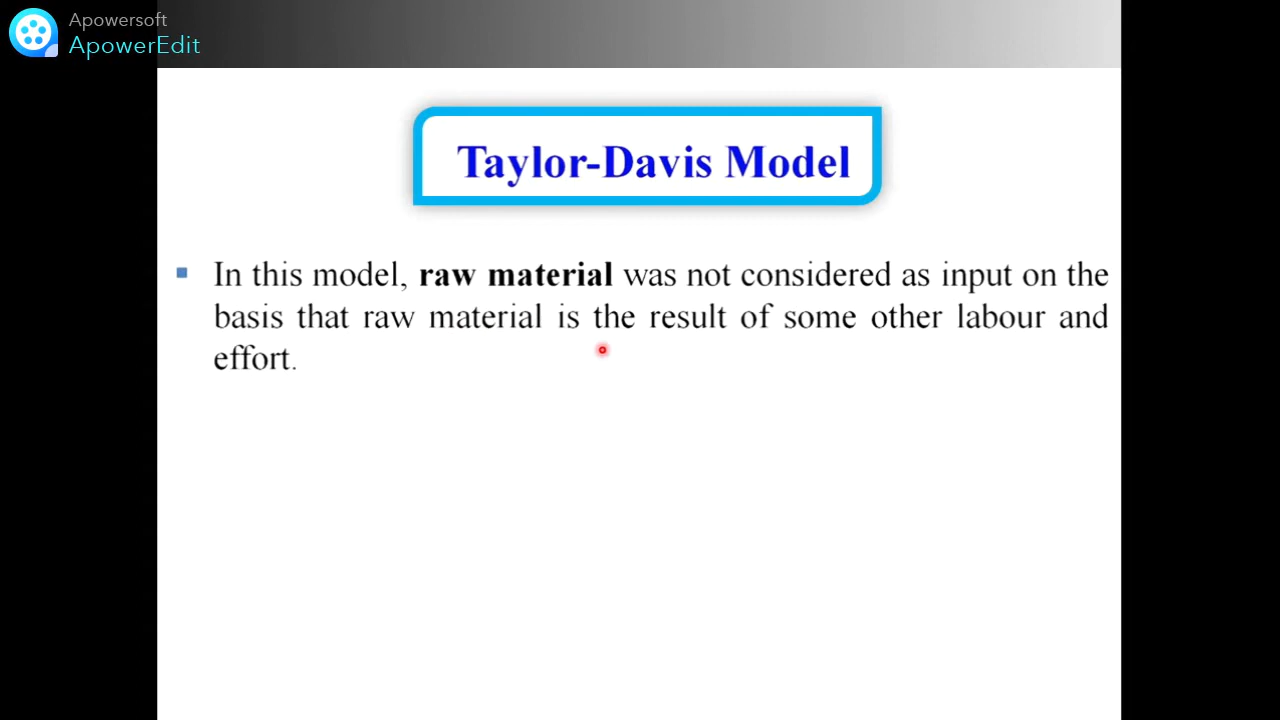 Apowersoft
ApowerEdit
Taylor-Davis Model
In this model, raw material was not considered as input on the
basis that raw material is the result of some other labour and
effort.